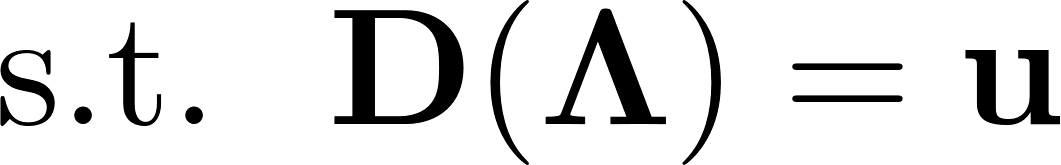 s.t. 𝐃(𝚲) = 𝐮